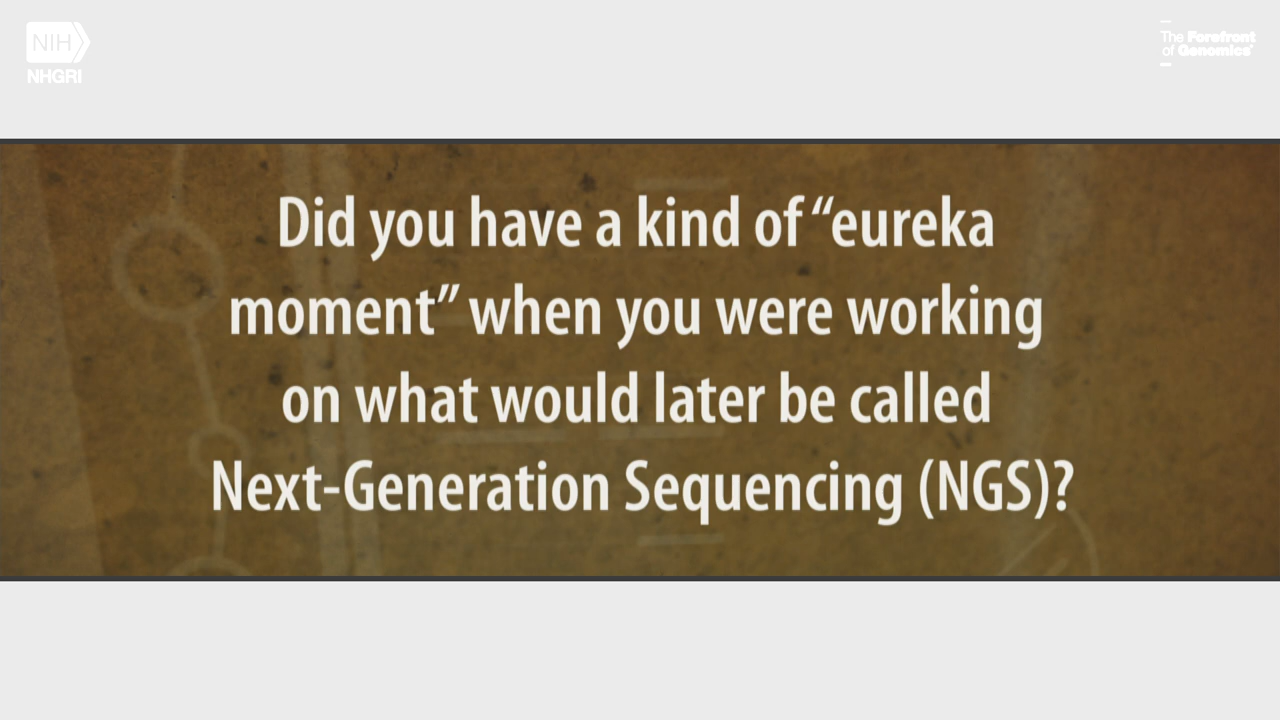 NIH
NHGRI
The Forefront
of Genomics®
Did you have a kind of “eureka
moment” when you were working
on what would later be called
Next-Generation Sequencing (NGS)?